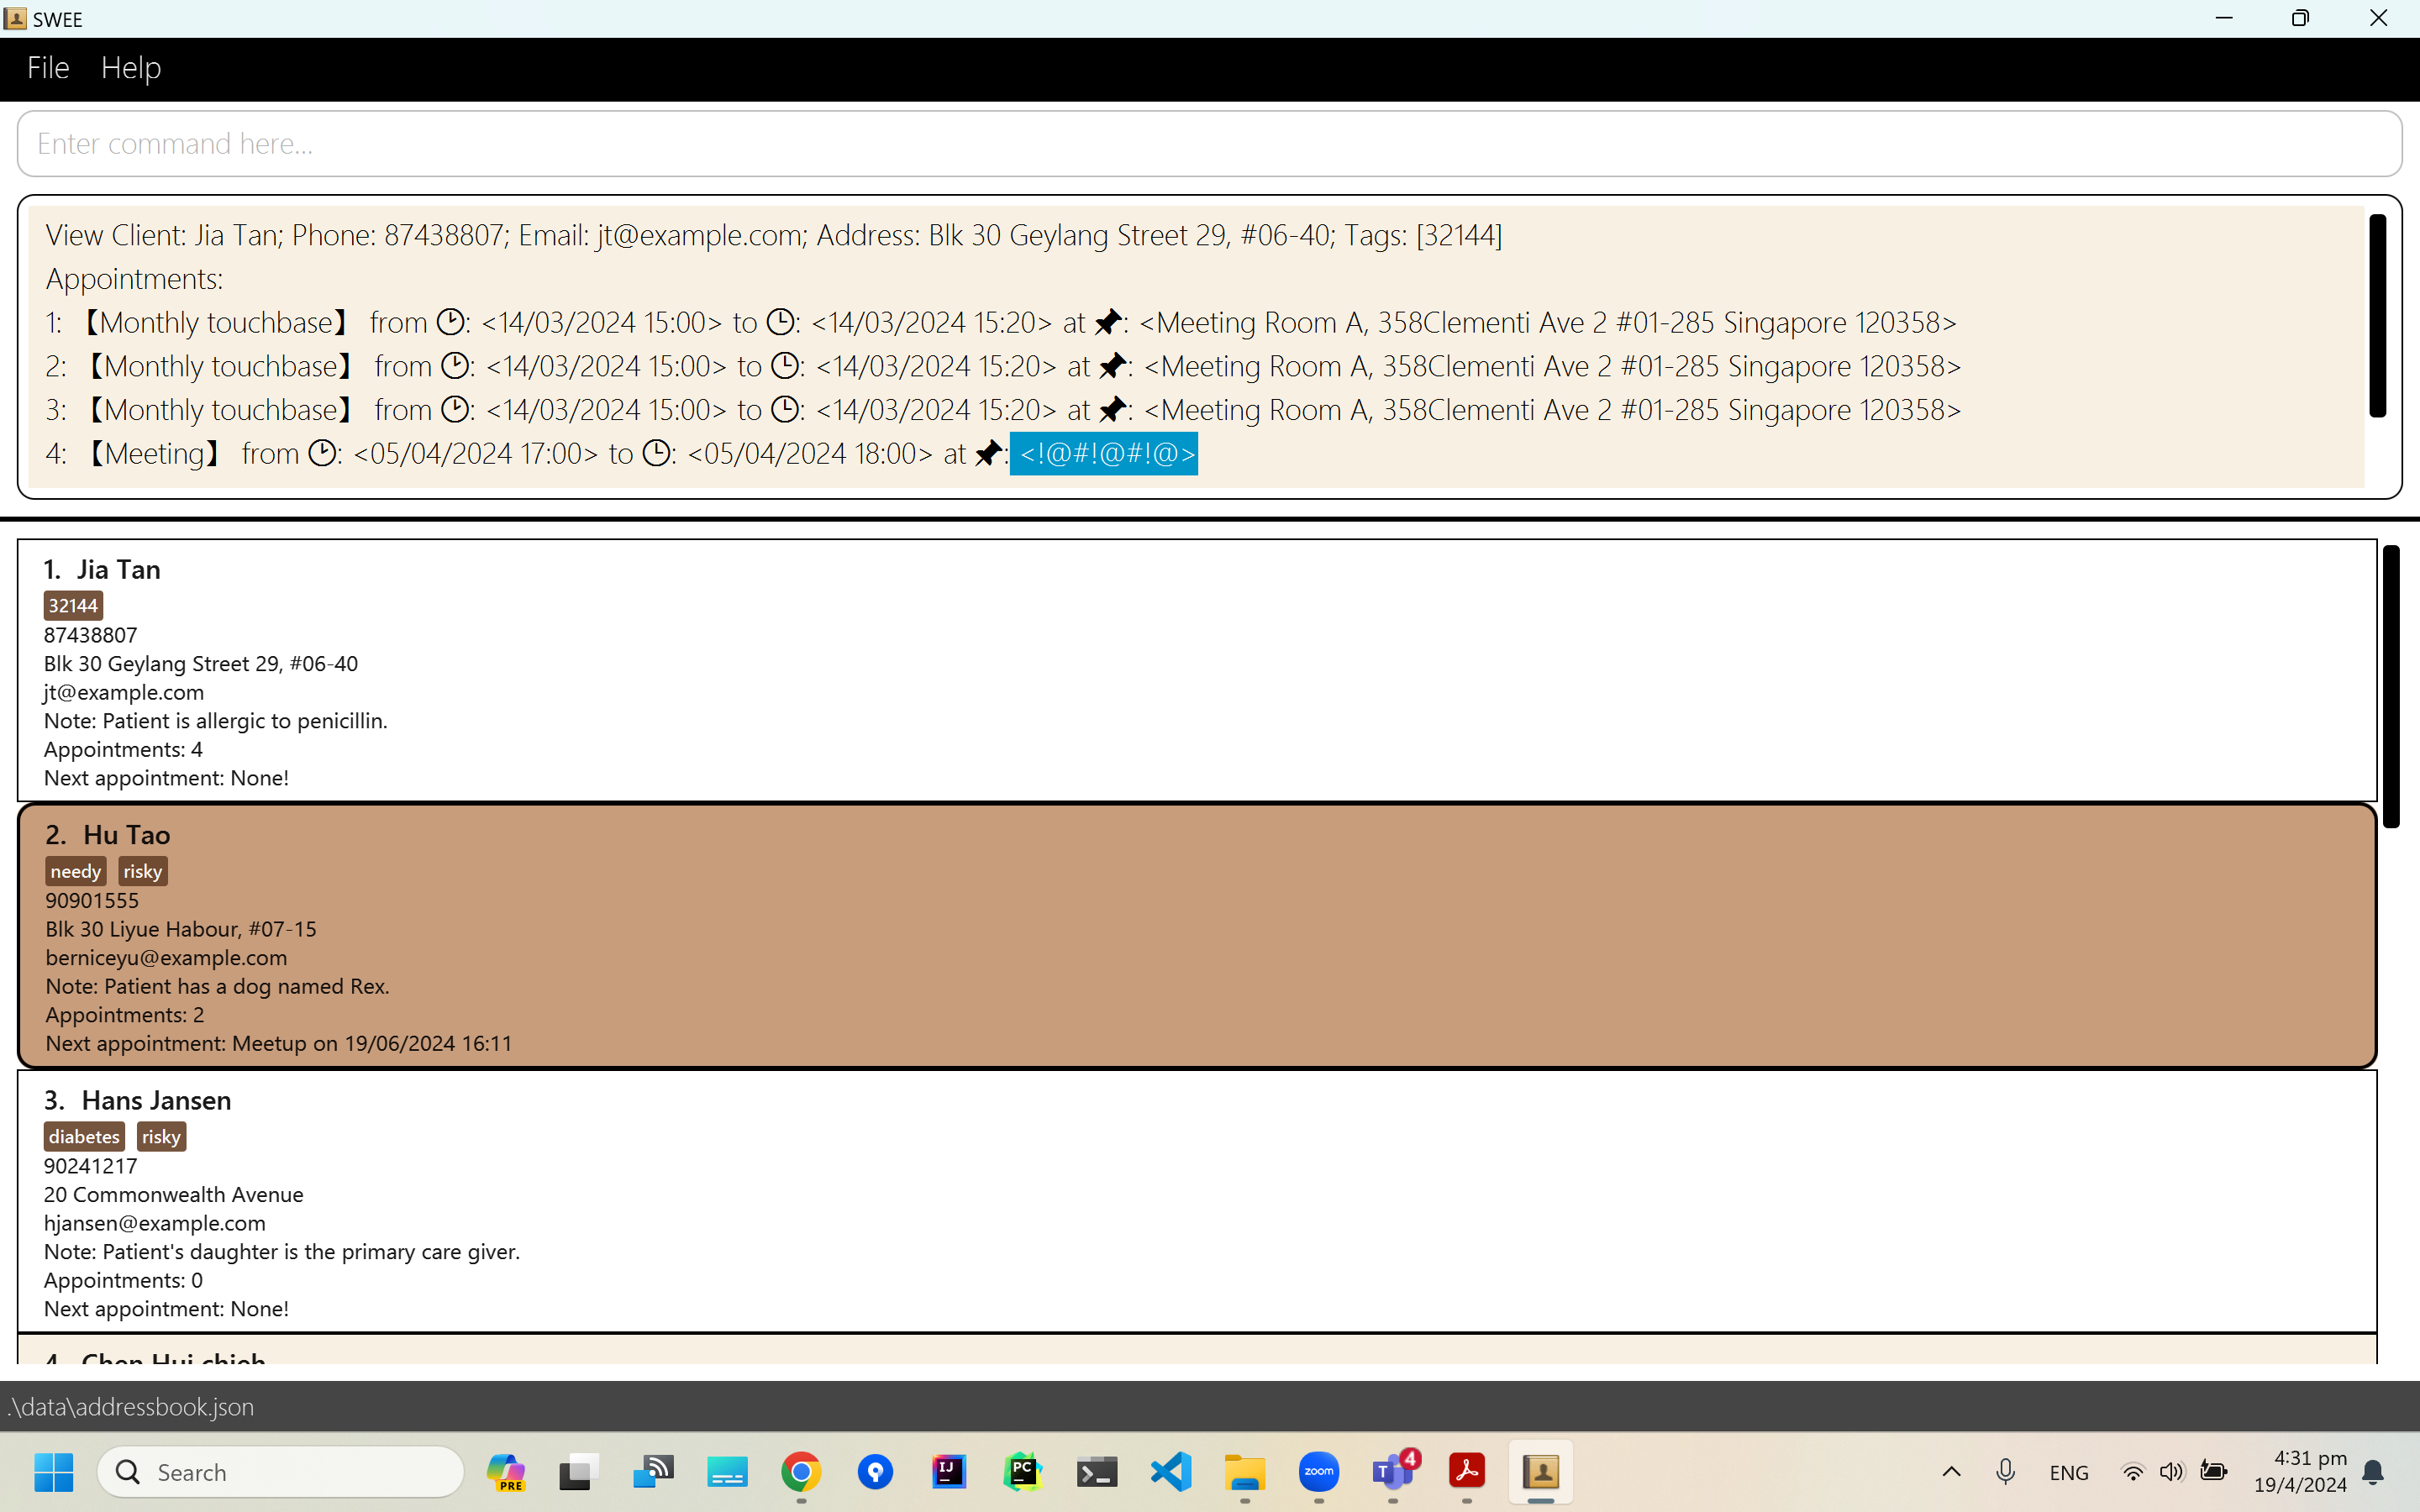 SWEE
File Help
Enter command here...
View Client: Jia Tan; Phone: 87438807; Email: jt@example.com; Address: Blk 30 Geylang Street 29, #06-40; Tags: [32144]
Appointments:
1: 【Monthly touchbase】 from 🕒: <14/03/2024 15:00> to 🕒: <14/03/2024 15:20> at 📌: <Meeting Room A, 358Clementi Ave 2 #01-285 Singapore 120358>
2: 【Monthly touchbase】 from 🕒: <14/03/2024 15:00> to 🕒: <14/03/2024 15:20> at 📌: <Meeting Room A, 358Clementi Ave 2 #01-285 Singapore 120358>
3: 【Monthly touchbase】 from 🕒: <14/03/2024 15:00> to 🕒: <14/03/2024 15:20> at 📌: <Meeting Room A, 358Clementi Ave 2 #01-285 Singapore 120358>
4: 【Meeting】 from 🕒: <05/04/2024 17:00> to 🕒: <05/04/2024 18:00> at 📌: <!@#!@#!@>
1. Jia Tan
32144
87438807
Blk 30 Geylang Street 29, #06-40
jt@example.com
Note: Patient is allergic to penicillin.
Appointments: 4
Next appointment: None!
2. Hu Tao
needy risky
90901555
Blk 30 Liyue Habour, #07-15
berniceyu@example.com
Note: Patient has a dog named Rex.
Appointments: 2
Next appointment: Meetup on 19/06/2024 16:11
3. Hans Jansen
diabetes risky
90241217
20 Commonwealth Avenue
hjansen@example.com
Note: Patient's daughter is the primary care giver.
Appointments: 0
Next appointment: None!
4. Chen Hui chieh
.\data\addressbook.json
Search
PRE
IJ
PC
zoom
T 4
ENG
4:31 pm
19/4/2024